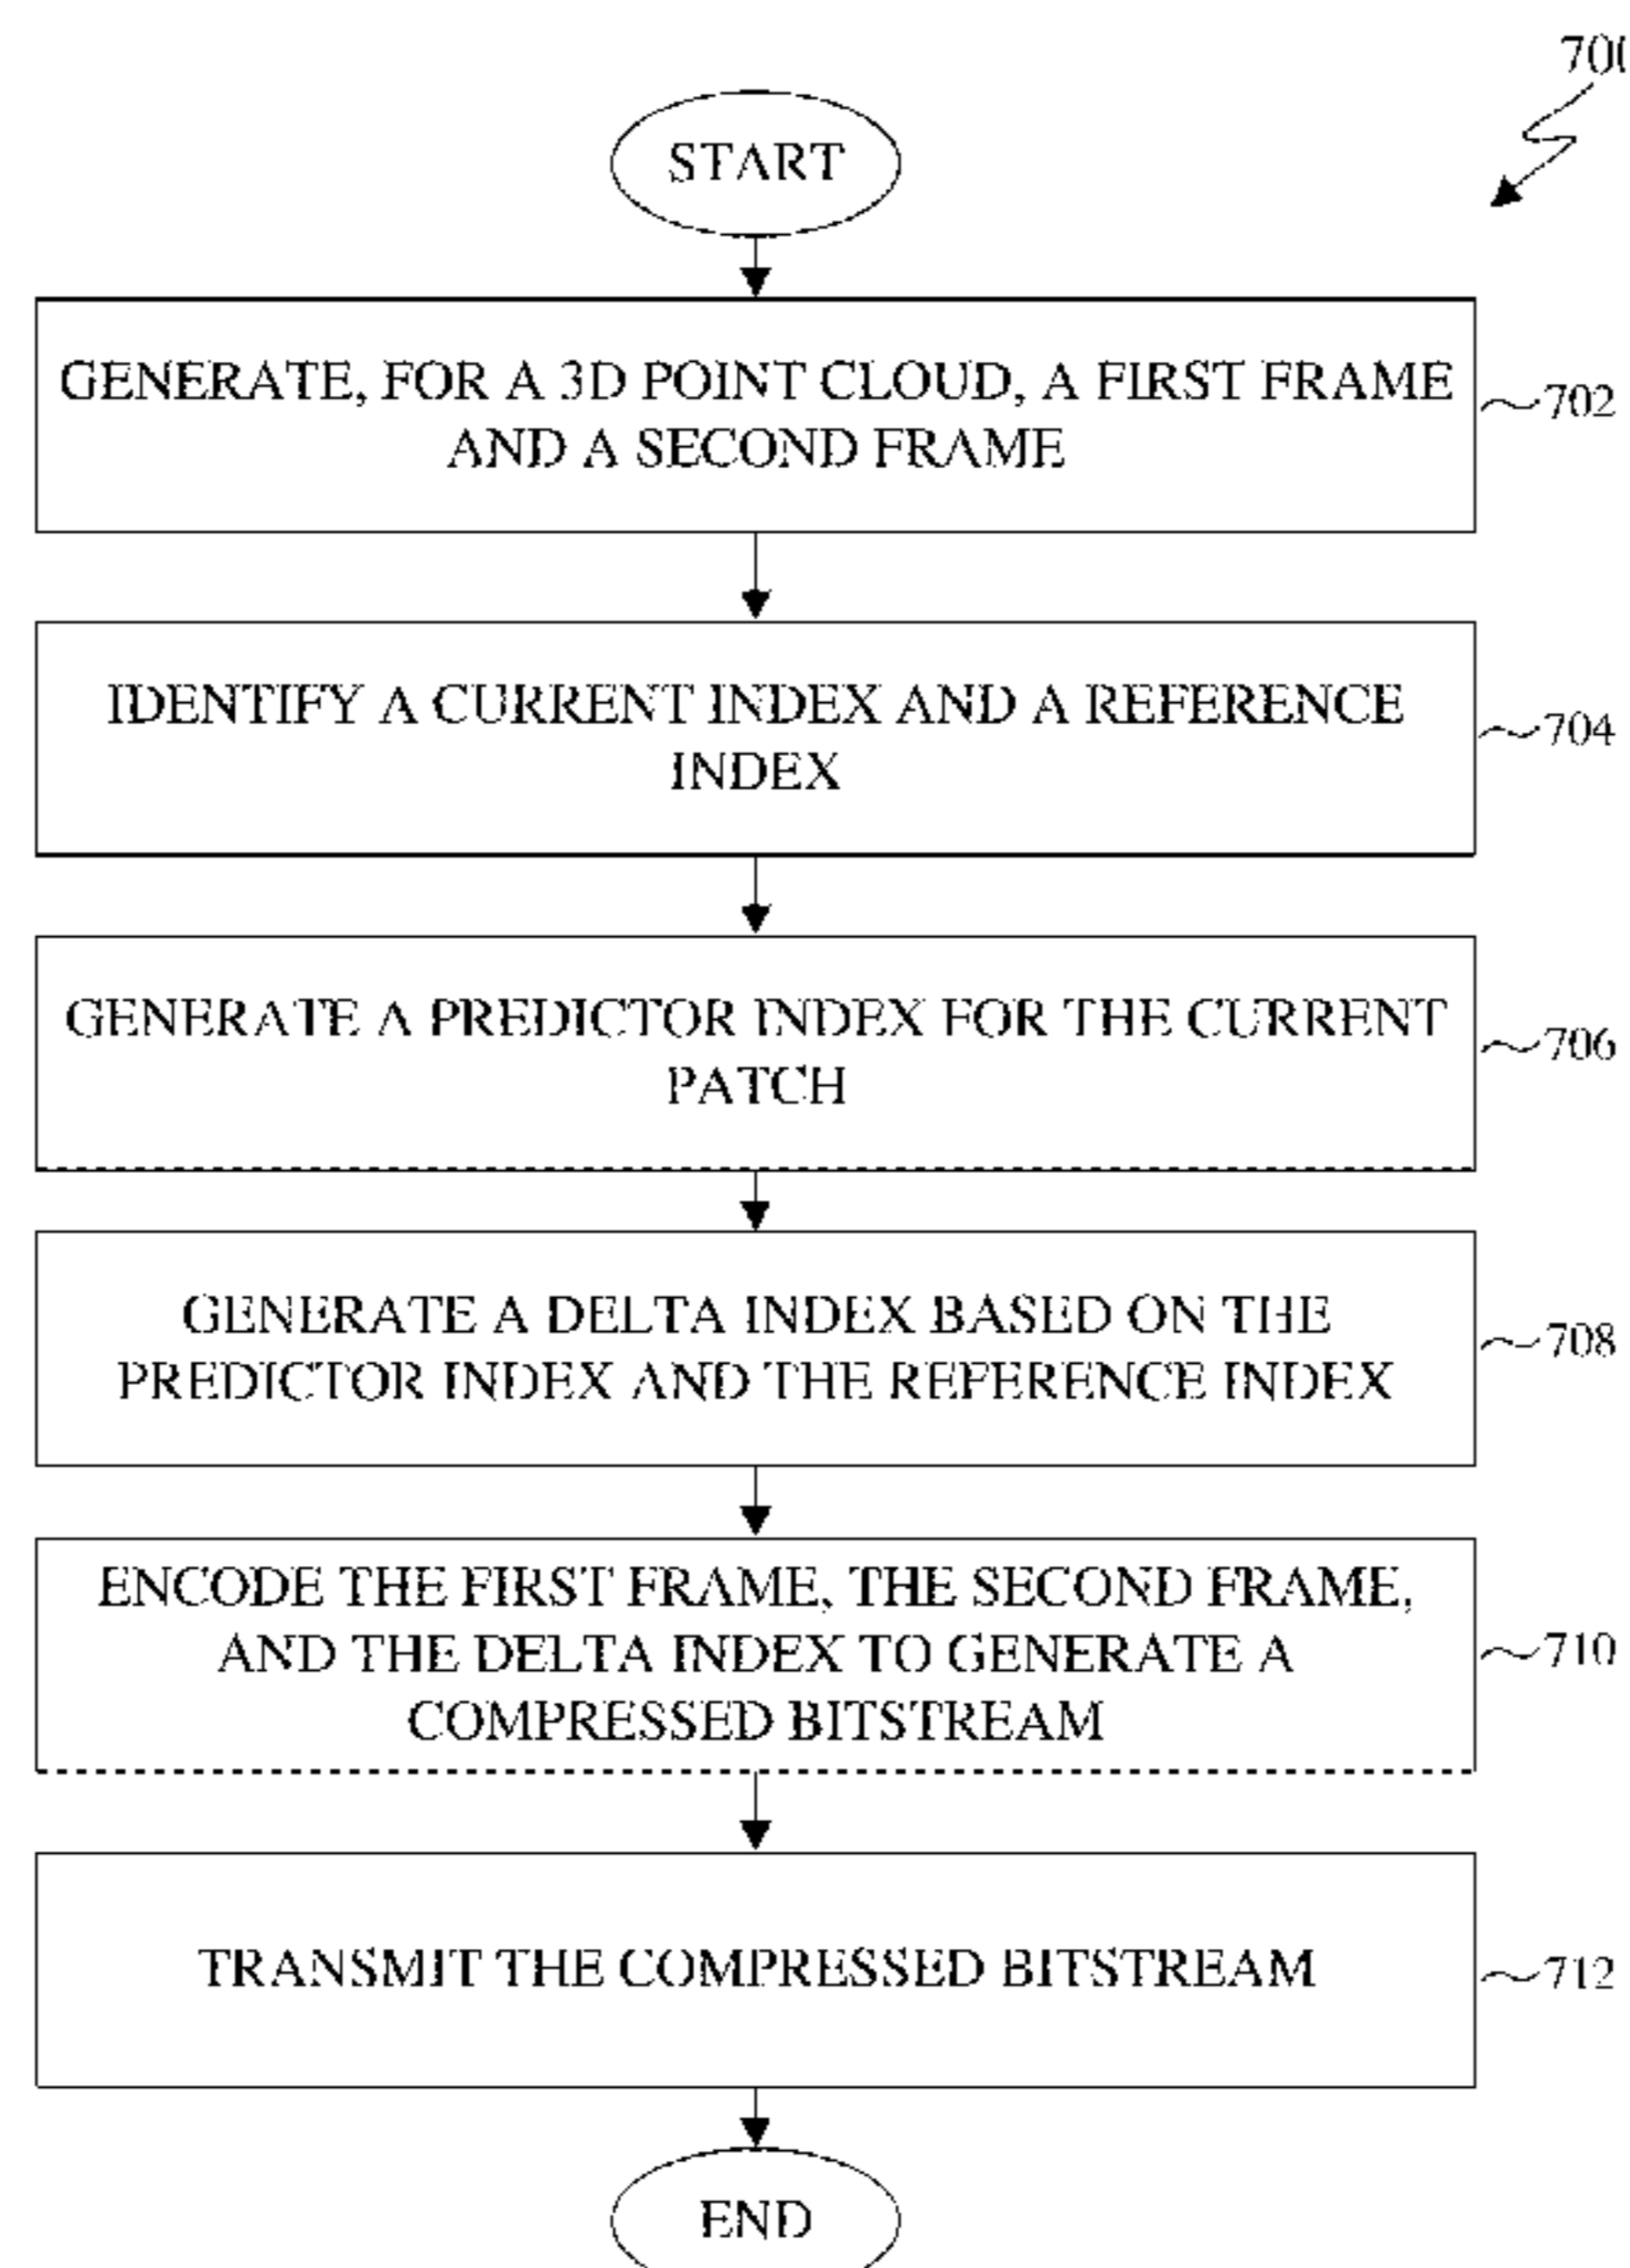 START
GENERATE, FOR A 3D POINT CLOUD, A FIRST FRAME
AND A SECOND FRAME
702
IDENTIFY A CURRENT INDEX AND A REFERENCE
INDEX
704
GENERATE A PREDICTOR INDEX FOR THE CURRENT
PATCH
706
GENERATE A DELTA INDEX BASED ON THE
PREDICTOR INDEX AND THE REFERENCE INDEX
708
ENCODE THE FIRST FRAME, THE SECOND FRAME,
AND THE DELTA INDEX TO GENERATE A
COMPRESSED BITSTREAM
710
TRANSMIT THE COMPRESSED BITSTREAM
712
END